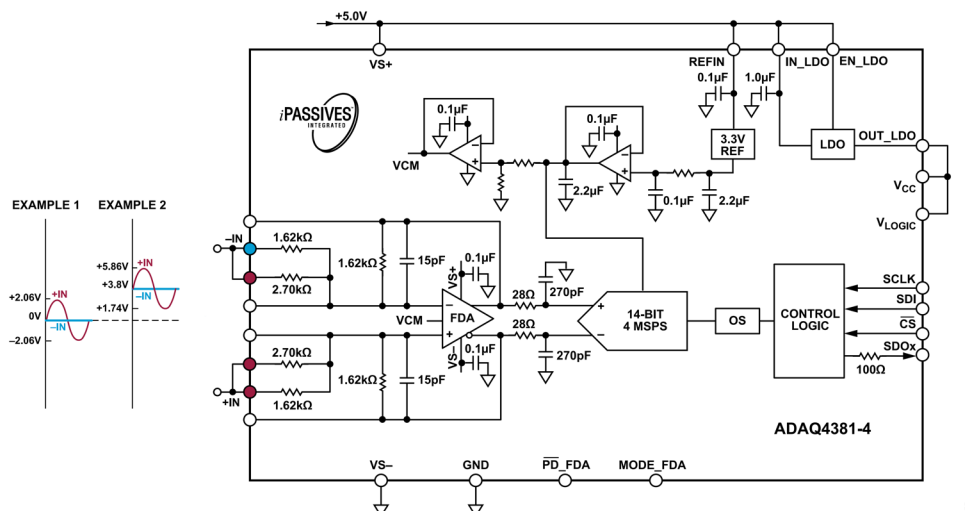 +5.0V
VS+
REFIN
IN_LDO
EN_LDO
0.1µF
1.0µF
iPASSIVES™
INTEGRATED
0.1µF
0.1µF
3.3V
REF
LDO
OUT_LDO
VCM
2.2µF
0.1µF
2.2µF
VCC
VLOGIC
EXAMPLE 1
EXAMPLE 2
+IN
+5.86V
+3.8V
–IN
+1.74V
+2.06V
+IN
0V
–IN
–2.06V
–IN
1.62kΩ
2.70kΩ
1.62kΩ
15pF
VS+
0.1µF
270pF
28Ω
FDA
VCM
28Ω
VS–
0.1µF
270pF
14-BIT
4 MSPS
OS
CONTROL
LOGIC
SCLK
SDI
CS
SDOx
100Ω
2.70kΩ
1.62kΩ
1.62kΩ
15pF
+IN
ADAQ4381-4
VS–
GND
PD_FDA
MODE_FDA